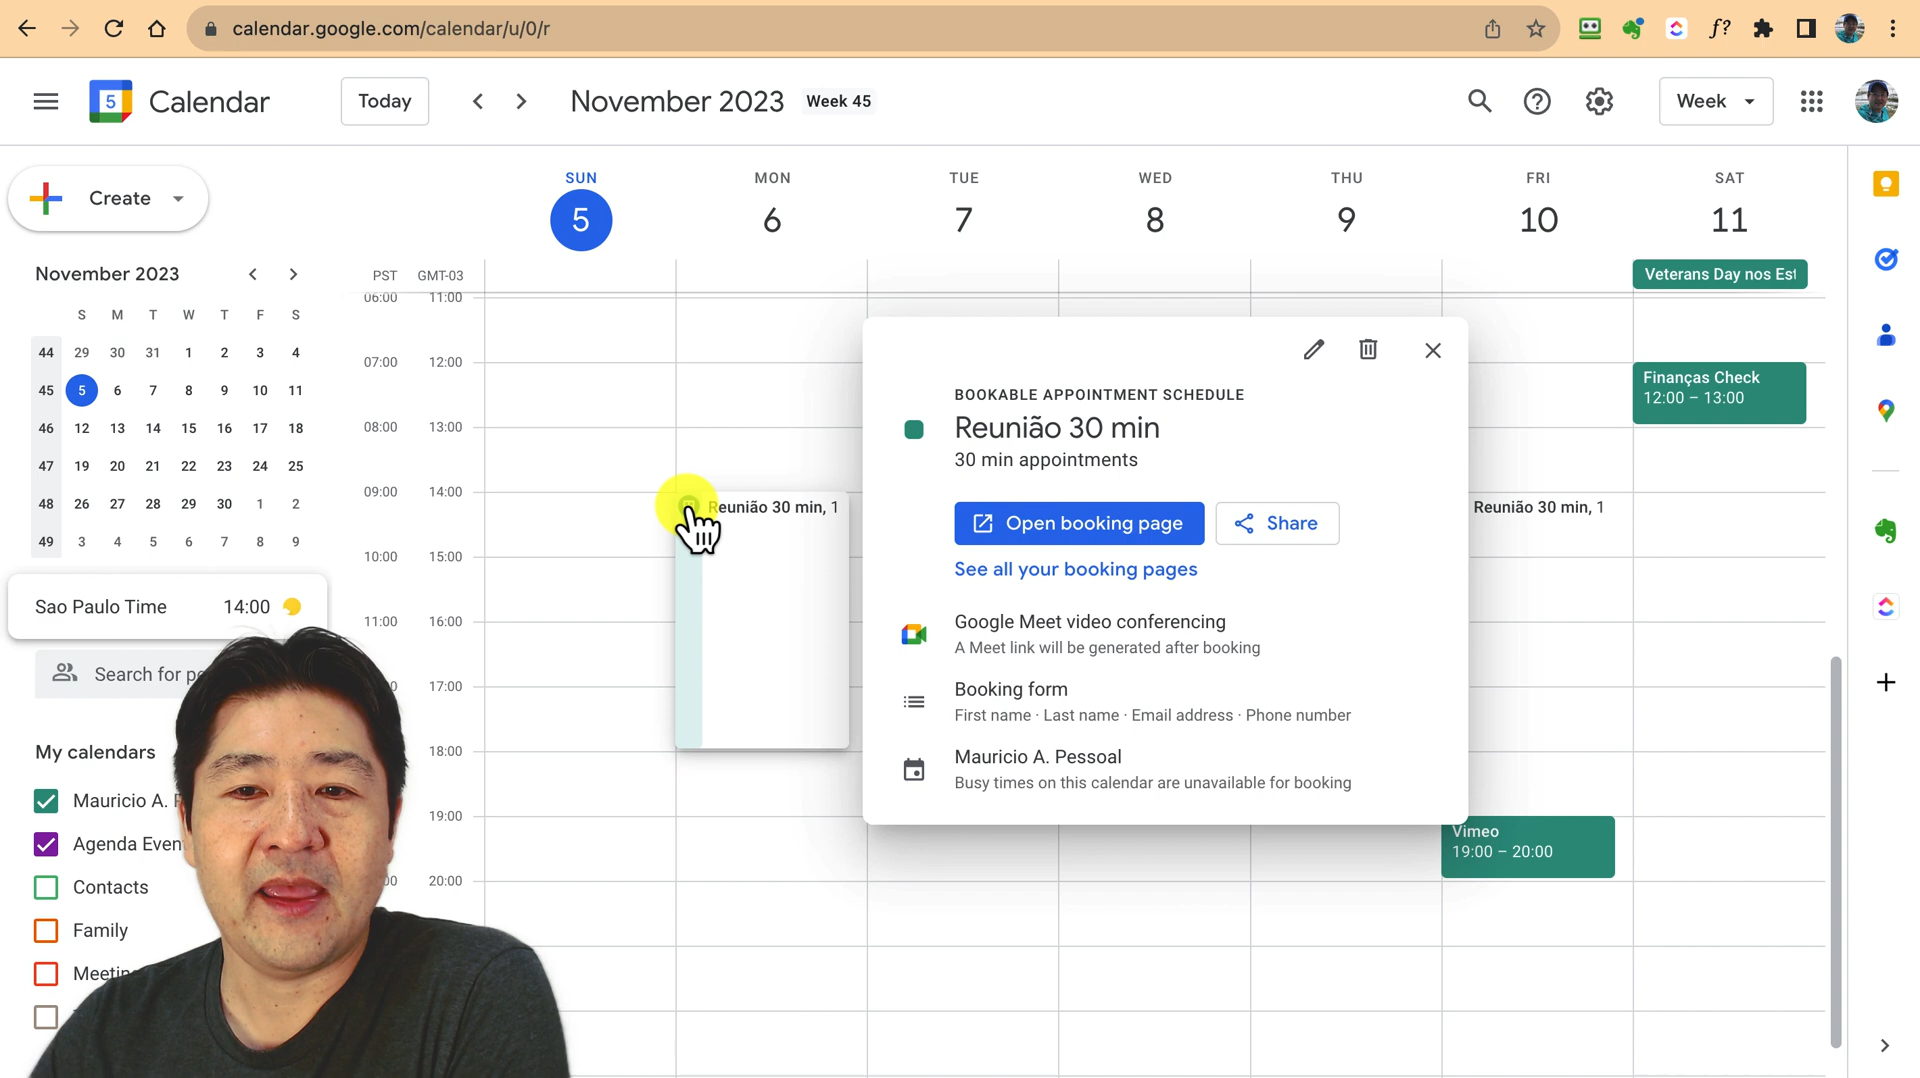 calendar.google.com/calendar/u/0/r
f?
5
Calendar
Today
November 2023
Week 45
Week
Create
SUN
MON
TUE
WED
THU
FRI
SAT
5
6
7
8
9
10
11
November 2023
PST
GMT-03
Veterans Day nos Est
S M T W T F S
44 29 30 31 1 2 3 4
45 5 6 7 8 9 10 11
46 12 13 14 15 16 17 18
47 19 20 21 22 23 24 25
48 26 27 28 29 30 1 2
49 3 4 5 6 7 8 9
06:00 11:00
07:00 12:00
08:00 13:00
09:00 14:00
10:00 15:00
11:00 16:00
17:00
18:00
19:00
20:00
Finanças Check
12:00 – 13:00
Reunião 30 min, 1
Reunião 30 min, 1
BOOKABLE APPOINTMENT SCHEDULE
Reunião 30 min
30 min appointments
Open booking page
Share
See all your booking pages
Google Meet video conferencing
A Meet link will be generated after booking
Booking form
First name · Last name · Email address · Phone number
Mauricio A. Pessoal
Busy times on this calendar are unavailable for booking
Vimeo
19:00 – 20:00
Sao Paulo Time
14:00
Search for
My calendars
Mauricio A.
Agenda
Contacts
Family